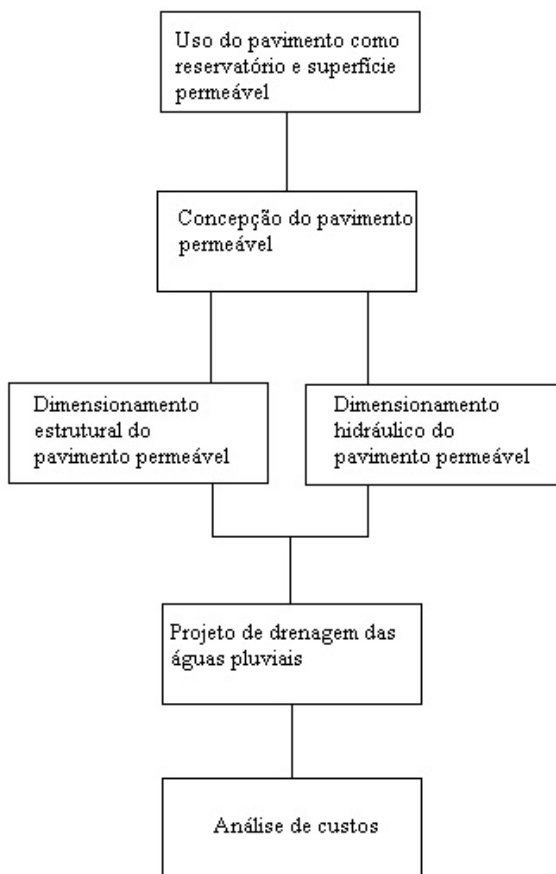 Uso do pavimento como
reservatório e superfície
permeável
Concepção do pavimento
permeável
Dimensionamento
estrutural do
pavimento permeável
Dimensionamento
hidráulico do
pavimento permeável
Projeto de drenagem das
águas pluviais
Análise de custos